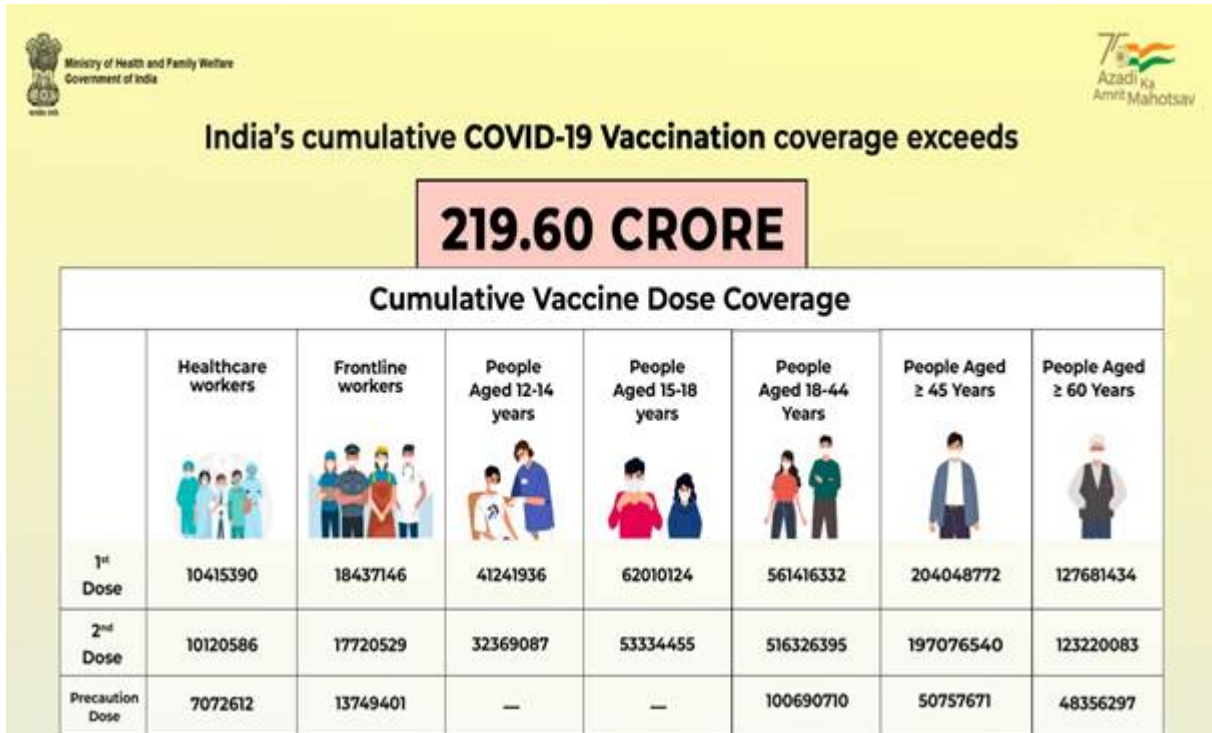 Ministry of Health and Family Welfare
Government of India
75
Azadi Ka
Amrit Mahotsav
India's cumulative COVID-19 Vaccination coverage exceeds
219.60 CRORE
Cumulative Vaccine Dose Coverage
Healthcare workers
Frontline workers
People Aged 12-14 years
People Aged 15-18 years
People Aged 18-44 Years
People Aged ≥ 45 Years
People Aged ≥ 60 Years
1st Dose 10415390 18437146 41241936 62010124 561416332 204048772 127681434
2nd Dose 10120586 17720529 32369087 53334455 516326395 197076540 123220083
Precaution Dose 7072612 13749401 — — 100690710 50757671 48356297